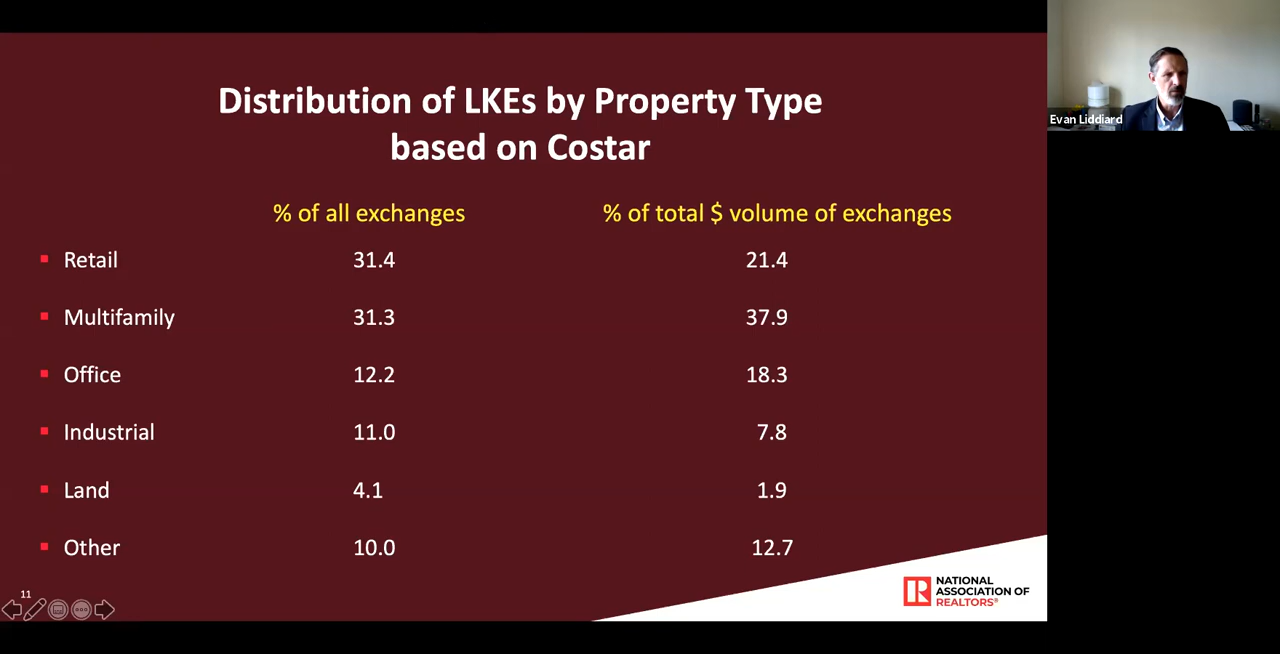 Distribution of LKEs by Property Type
based on Costar
% of all exchanges % of total $ volume of exchanges
Retail 31.4 21.4
Multifamily 31.3 37.9
Office 12.2 18.3
Industrial 11.0 7.8
Land 4.1 1.9
Other 10.0 12.7
11
NATIONAL
ASSOCIATION OF
REALTORS®
Evan Liddiard